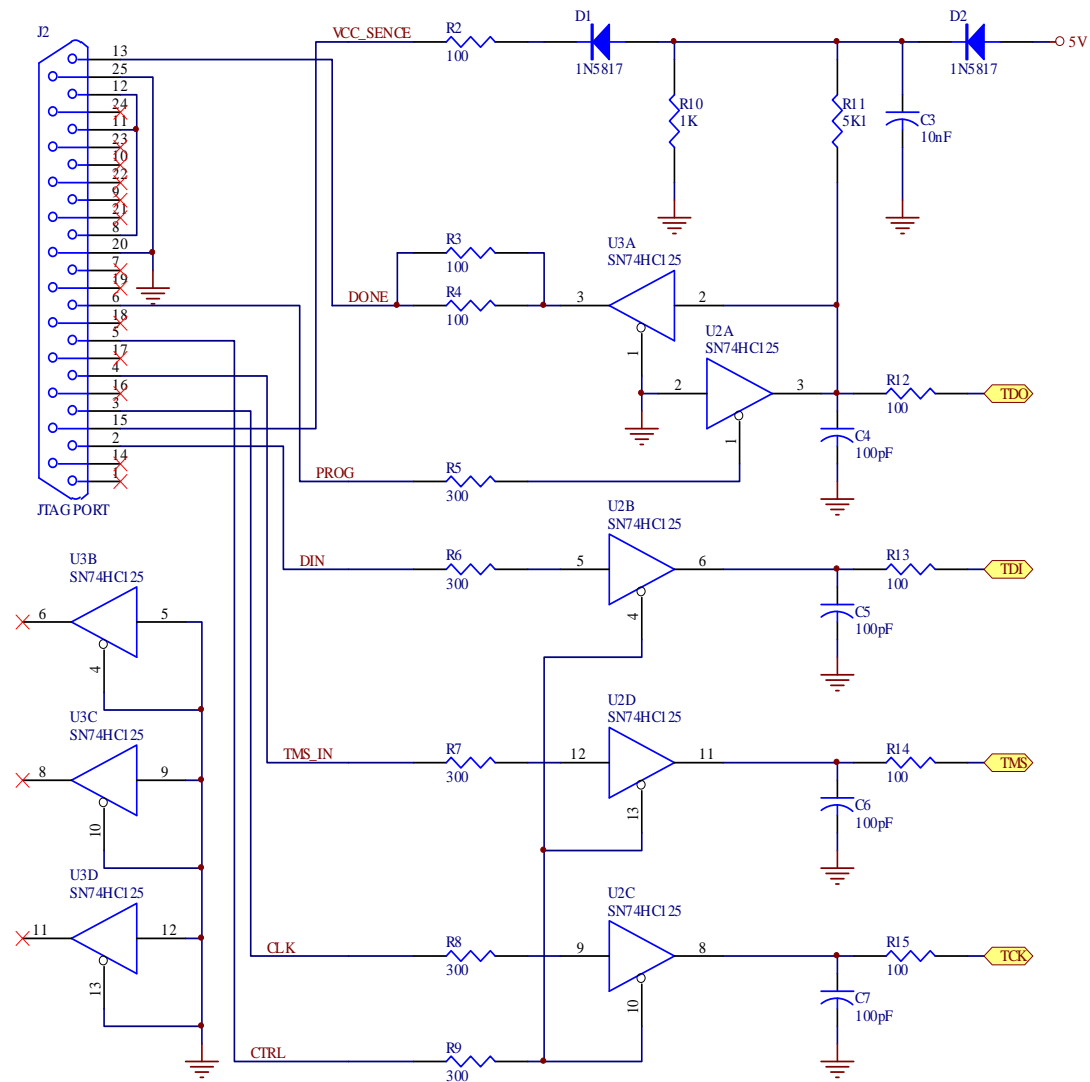 J2
13
25
12
24
11
23
10
22
9
21
8
20
7
19
6
18
5
17
4
16
3
15
2
14
1
JTAG PORT
VCC_SENCE
R2
100
D1
1N5817
D2
1N5817
5V
R10
1K
R11
5K1
C3
10nF
R3
100
DONE
R4
100
U3A
SN74HC125
3
2
1
U2A
SN74HC125
2
3
1
R12
100
TDO
C4
100pF
PROG
R5
300
U2B
SN74HC125
DIN
R6
300
5
6
4
R13
100
TDI
C5
100pF
U3B
SN74HC125
6
5
4
U3C
SN74HC125
8
9
10
U3D
SN74HC125
11
12
13
U2D
SN74HC125
TMS_IN
R7
300
12
11
13
R14
100
TMS
C6
100pF
U2C
SN74HC125
CLK
R8
300
9
8
10
R15
100
TCK
C7
100pF
CTRL
R9
300